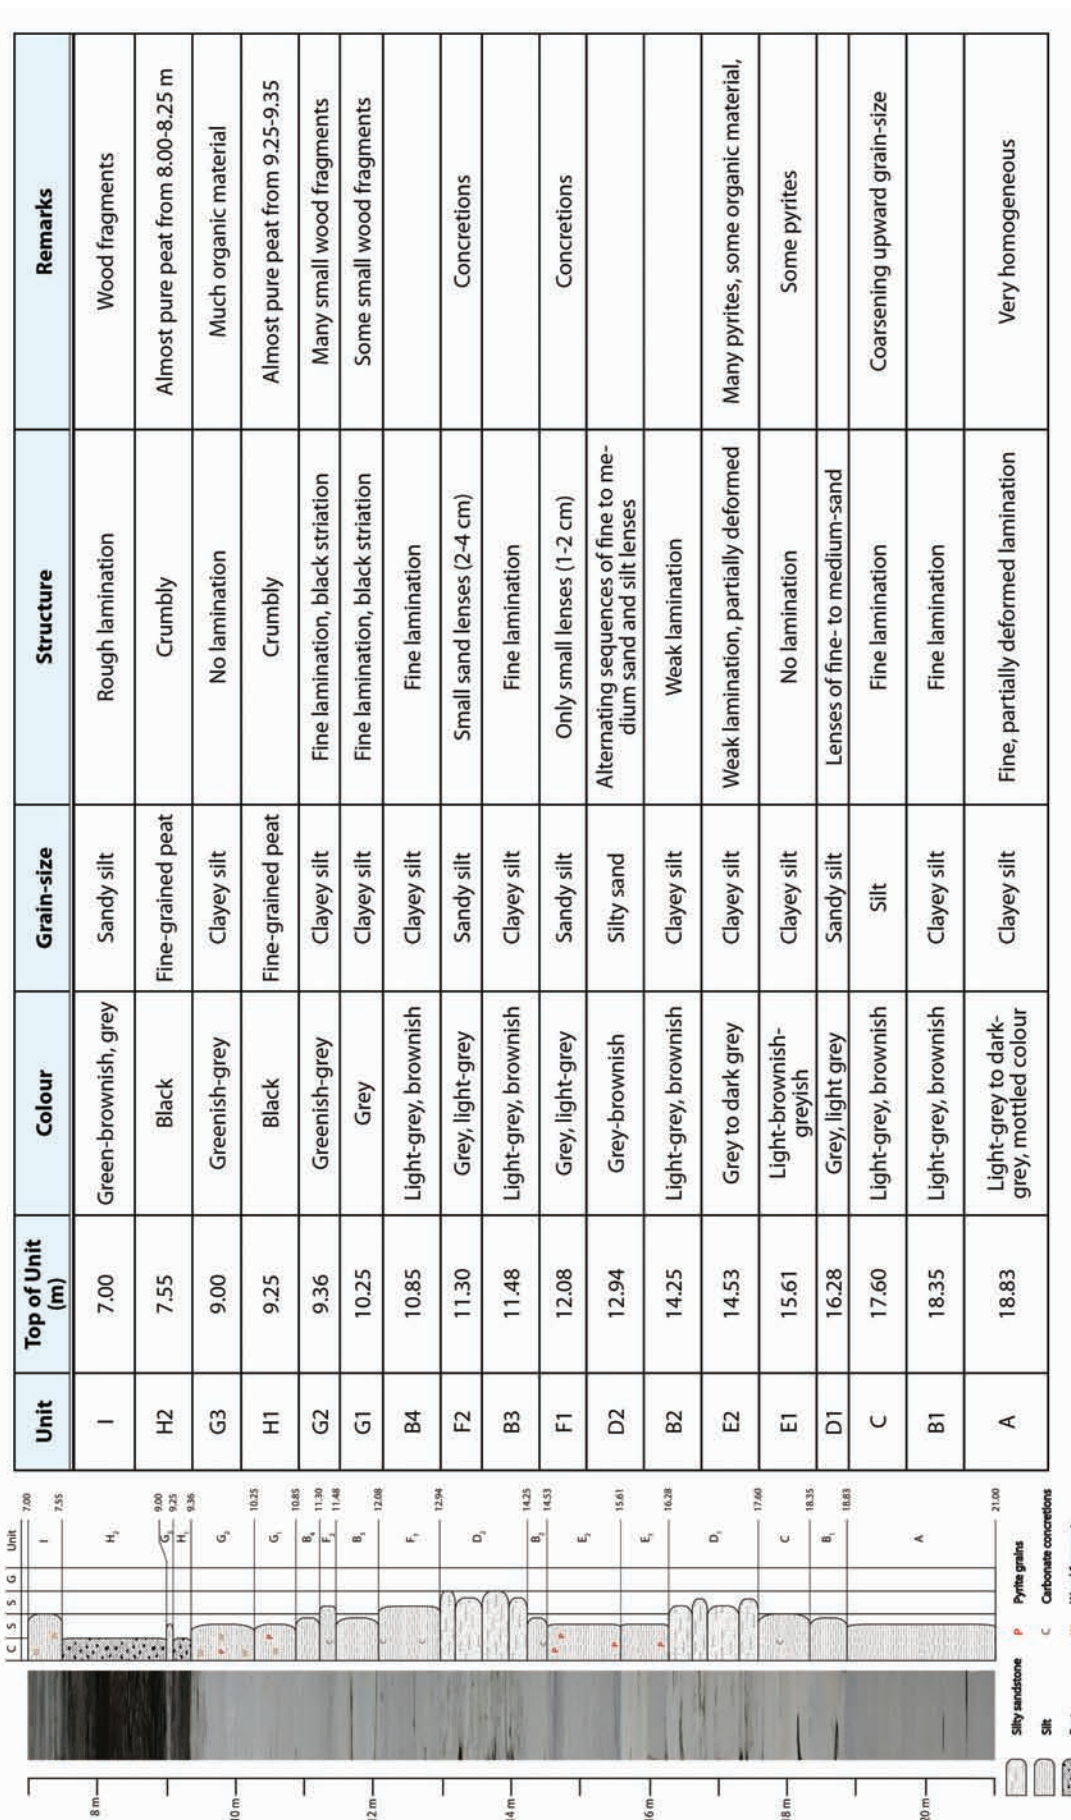 Unit Top of Unit (m) Colour Grain-size Structure Remarks
I 7.00 Green-brownish, grey Sandy silt Rough lamination Wood fragments
H2 7.55 Black Fine-grained peat Crumbly Almost pure peat from 8.00-8.25 m
G3 9.00 Greenish-grey Clayey silt No lamination Much organic material
H1 9.25 Black Fine-grained peat Crumbly Almost pure peat from 9.25-9.35
G2 9.36 Greenish-grey Clayey silt Fine lamination, black striation Many small wood fragments
G1 10.25 Grey Clayey silt Fine lamination, black striation Some small wood fragments
B4 10.85 Light-grey, brownish Clayey silt Fine lamination
F2 11.30 Grey, light-grey Sandy silt Small sand lenses (2-4 cm) Concretions
B3 11.48 Light-grey, brownish Clayey silt Fine lamination
F1 12.08 Grey, light-grey Sandy silt Only small lenses (1-2 cm) Concretions
D2 12.94 Grey-brownish Silty sand Alternating sequences of fine to me-
dium sand and silt lenses
B2 14.25 Light-grey, brownish Clayey silt Weak lamination
E2 14.53 Grey to dark grey Clayey silt Weak lamination, partially deformed Many pyrites, some organic material,
E1 15.61 Light-brownish-
greyish Clayey silt No lamination Some pyrites
D1 16.28 Grey, light grey Sandy silt Lenses of fine- to medium-sand
C 17.60 Light-grey, brownish Silt Fine lamination Coarsening upward grain-size
B1 18.35 Light-grey, brownish Clayey silt Fine lamination
A 18.83 Light-grey to dark-
grey, mottled colour Clayey silt Fine, partially deformed lamination Very homogeneous
C S S G Unit
7.00
I
7.55
H2
9.00
G3
9.25
H1
9.36
G2
10.25
G1
10.85
B4
11.30
F2
11.48
B3
12.08
F1
12.94
D2
14.25
B2
14.53
E2
15.61
E1
16.28
D1
17.60
C
18.35
B1
18.83
A
21.00
8 m
10 m
12 m
14 m
16 m
18 m
20 m
Silty sandstone P Pyrite grains
Silt C Carbonate concretions